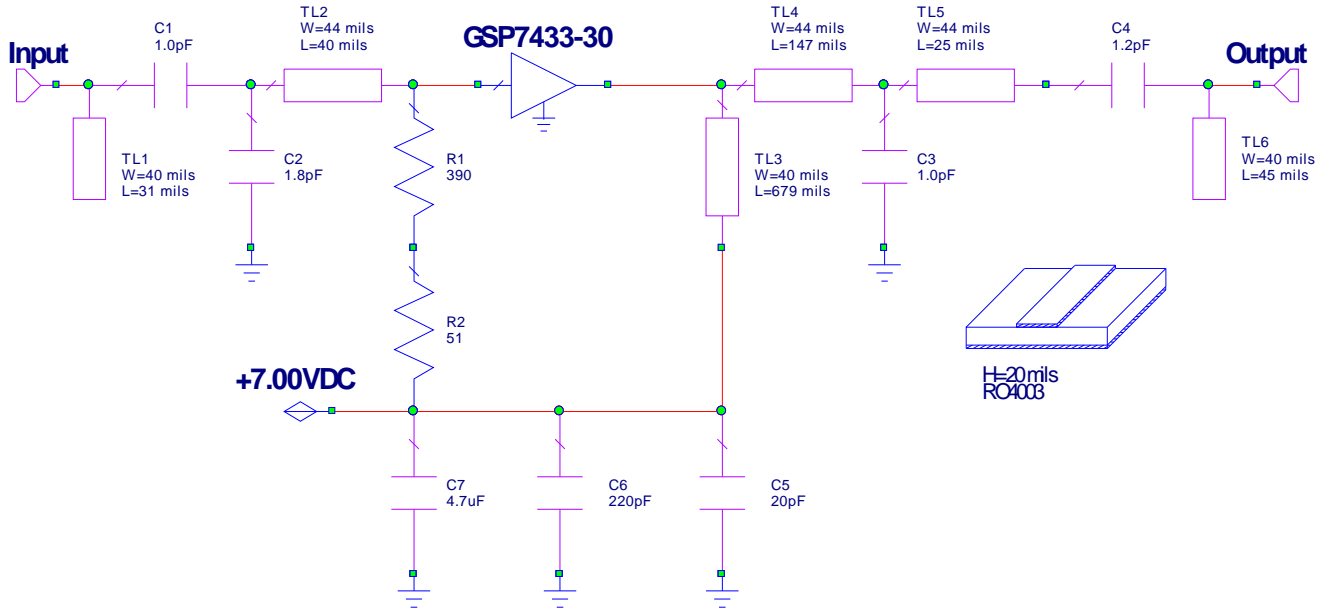 Input
C1
1.0pF
TL2
W=44 mils
L=40 mils
GSP7433-30
TL4
W=44 mils
L=147 mils
TL5
W=44 mils
L=25 mils
C4
1.2pF
Output
TL1
W=40 mils
L=31 mils
C2
1.8pF
R1
390
TL3
W=40 mils
L=679 mils
C3
1.0pF
TL6
W=40 mils
L=45 mils
R2
51
H=20mils
RO4003
+7.00VDC
C7
4.7uF
C6
220pF
C5
20pF